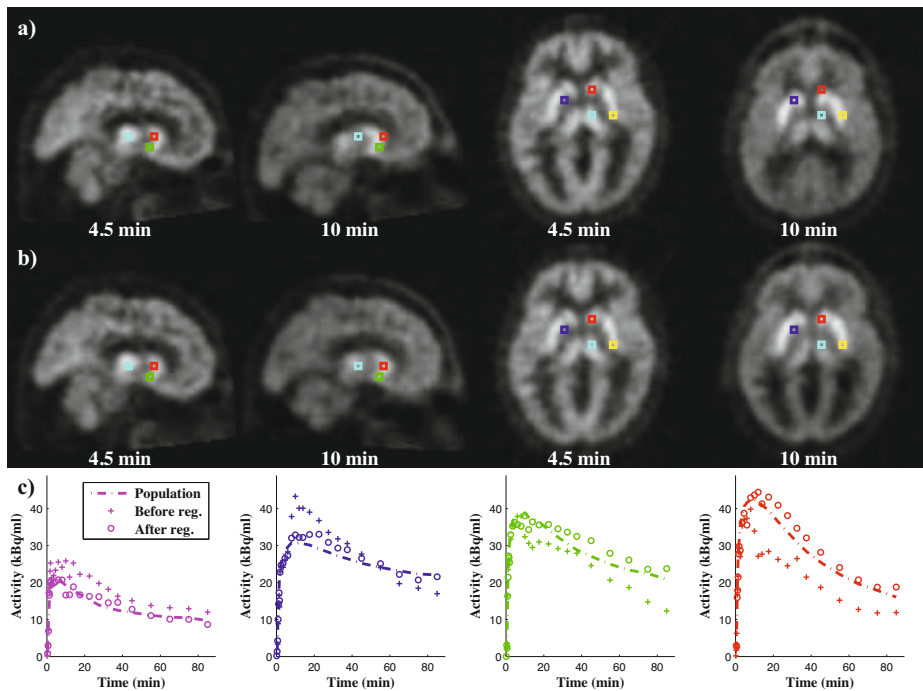 a)
4.5 min 10 min 4.5 min 10 min
b)
4.5 min 10 min 4.5 min 10 min
c)
Population
Before reg.
After reg.
Activity (kBq/ml) Activity (kBq/ml) Activity (kBq/ml) Activity (kBq/ml)
40 40 40 40
30 30 30 30
20 20 20 20
10 10 10 10
0 0 0 0
0 20 40 60 80 0 20 40 60 80 0 20 40 60 80 0 20 40 60 80
Time (min) Time (min) Time (min) Time (min)